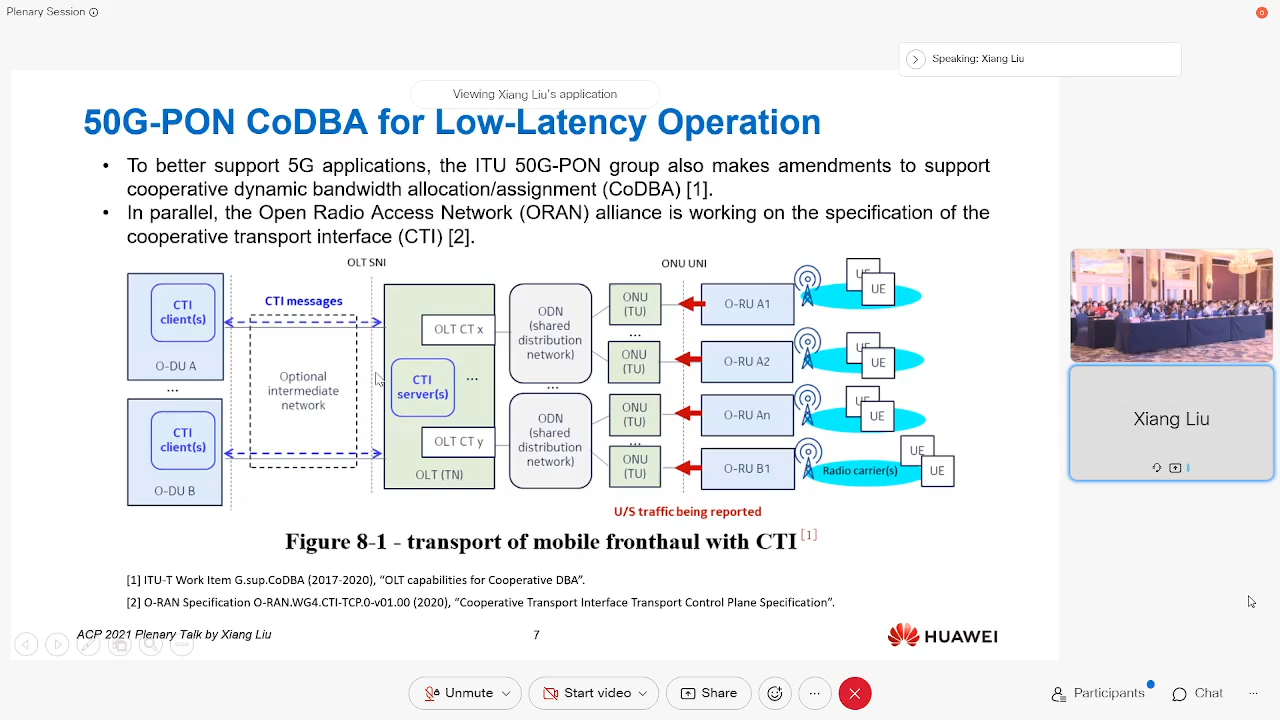 Plenary Session
Speaking: Xiang Liu
Viewing Xiang Liu's application
50G-PON CoDBA for Low-Latency Operation
• To better support 5G applications, the ITU 50G-PON group also makes amendments to support
cooperative dynamic bandwidth allocation/assignment (CoDBA) [1].
• In parallel, the Open Radio Access Network (ORAN) alliance is working on the specification of the
cooperative transport interface (CTI) [2].
OLT SNI
ONU UNI
CTI
client(s)
O-DU A
...
CTI
client(s)
O-DU B
CTI messages
Optional
intermediate
network
OLT CT x
CTI
server(s)
...
OLT CT y
OLT (TN)
ODN
(shared
distribution
network)
...
ODN
(shared
distribution
network)
ONU
(TU)
...
ONU
(TU)
ONU
(TU)
...
ONU
(TU)
O-RU A1
O-RU A2
O-RU An
O-RU B1
UE
UE
UE
UE
UE
UE
UE
UE
Radio carrier(s)
U/S traffic being reported
Figure 8-1 - transport of mobile fronthaul with CTI [1]
[1] ITU-T Work Item G.sup.CoDBA (2017-2020), “OLT capabilities for Cooperative DBA”.
[2] O-RAN Specification O-RAN.WG4.CTI-TCP.0-v01.00 (2020), “Cooperative Transport Interface Transport Control Plane Specification”.
ACP 2021 Plenary Talk by Xiang Liu
7
HUAWEI
Xiang Liu
Unmute
Start video
Share
...
Participants
Chat
...